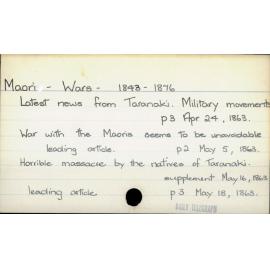 Maori - Wars - 1843 - 1876
Latest news from Taranaki. Military movements
p3 Apr 24, 1863.
War with the Maoris seems to be unavoidable
leading article. p2 May 5, 1863.
Horrible massacre by the natives of Taranaki.
supplement May 16, 1863
leading article p3 May 18, 1863.
DAILY TELEGRAPH